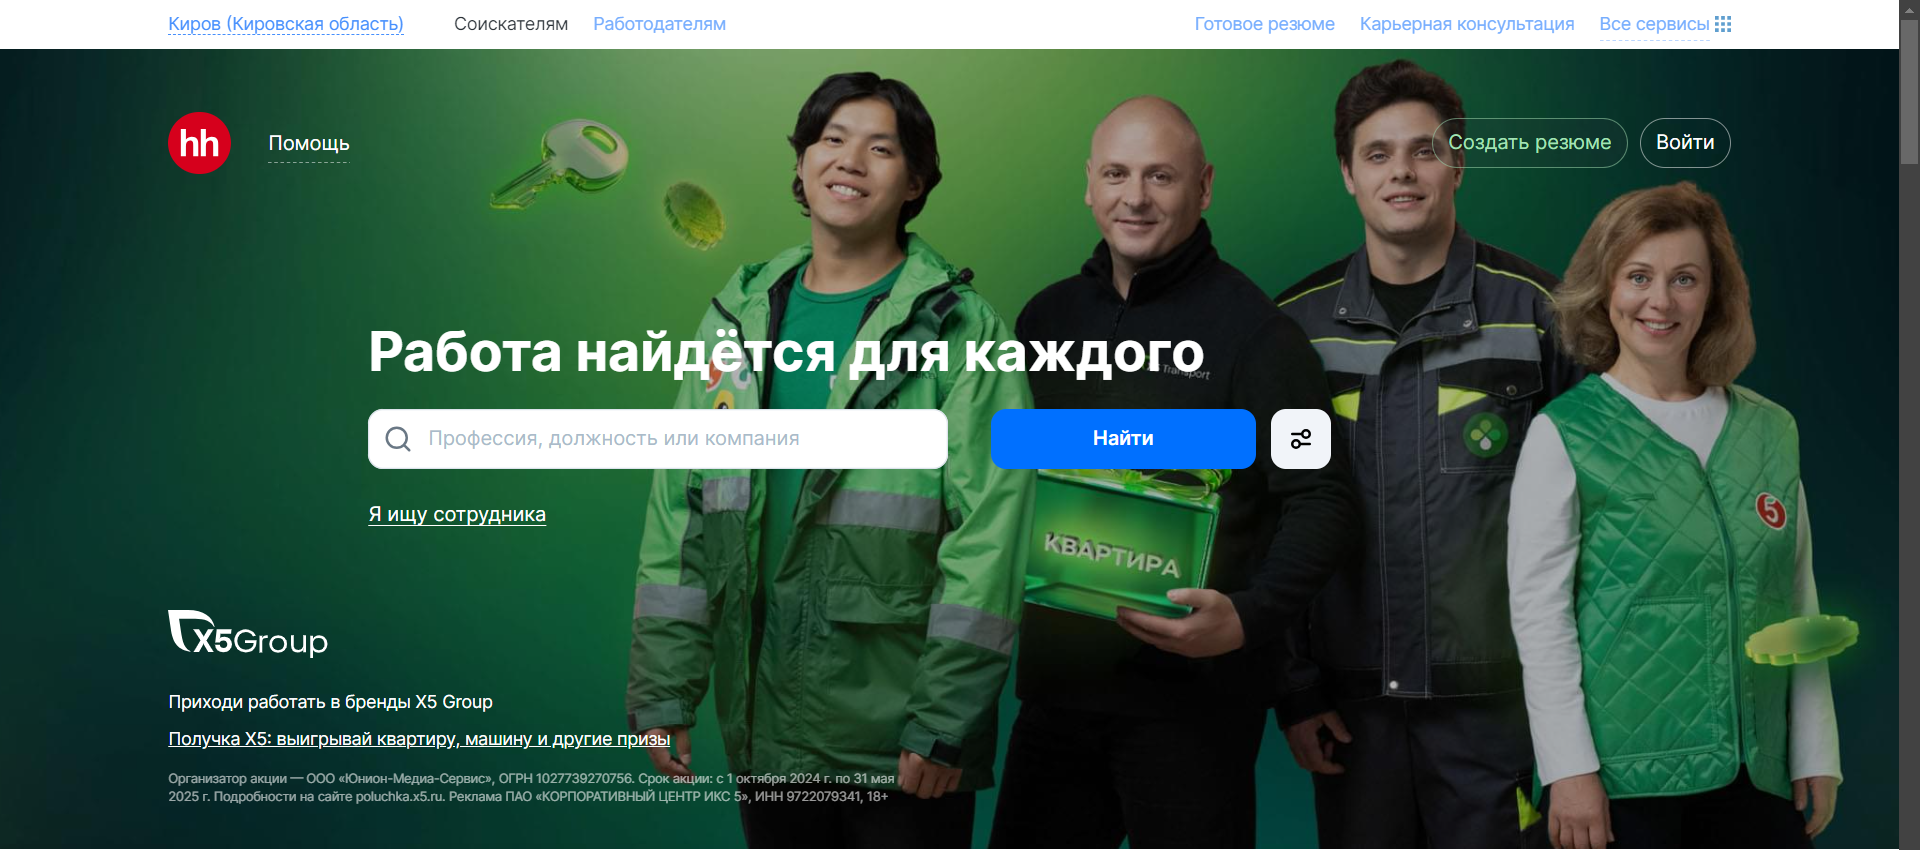 Киров (Кировская область) Соискателям Работодателям Готовое резюме Карьерная консультация Все сервисы
hh Помощь Создать резюме Войти
Работа найдётся для каждого
Transport
Профессия, должность или компания Найти
Я ищу сотрудника
5
КВАРТИРА
X5Group
Приходи работать в бренды X5 Group
Получка X5: выигрывай квартиру, машину и другие призы
Организатор акции — ООО «Юнион-Медиа-Сервис», ОГРН 1027739270756. Срок акции: с 1 октября 2024 г. по 31 мая
2025 г. Подробности на сайте poluchka.x5.ru. Реклама ПАО «КОРПОРАТИВНЫЙ ЦЕНТР ИКС 5», ИНН 9722079341, 18+